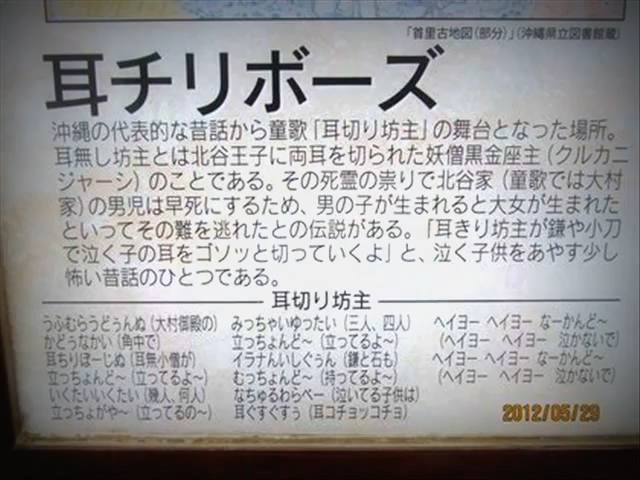 「首里古地図(部分)」(沖縄県立図書館蔵)
耳チリボーズ
沖縄の代表的な昔話から童歌「耳切り坊主」の舞台となった場所。
耳無し坊主とは北谷王子に両耳を切られた妖僧黒金座主(クルカニ
ジャーシ)のことである。その死霊の祟りで北谷家(童歌では大村
家)の男児は早死にするため、男の子が生まれると大女が生まれた
といってその難を逃れたとの伝説がある。「耳きり坊主が鎌や小刀
で泣く子の耳をゴソッと切っていくよ」と、泣く子供をあやす少し
怖い昔話のひとつである。
耳切り坊主
うふむらうどぅんぬ(大村御殿の)
かどぅなかい(角中で)
耳ちりぼーじぬ(耳無小僧が)
立っちょんど〜(立ってるよ〜)
いくたいいくたい(幾人、何人)
立っちょがや〜(立ってるの〜)
みっちゃいゆったい(三人、四人)
立っちょんど〜(立ってるよ〜)
イラナんいしぐぅん(鎌と石も)
むっちょんど〜(持ってるよ〜)
なちゅるわらべー(泣いてる子供は)
耳ぐすぐすぅ(耳コチョッコチョ)
ヘイヨー ヘイヨー なーかんど〜
(ヘイヨー ヘイヨー 泣かないで)
ヘイヨー ヘイヨー なーかんど〜
(ヘイヨー ヘイヨー 泣かないで)
2012/05/29